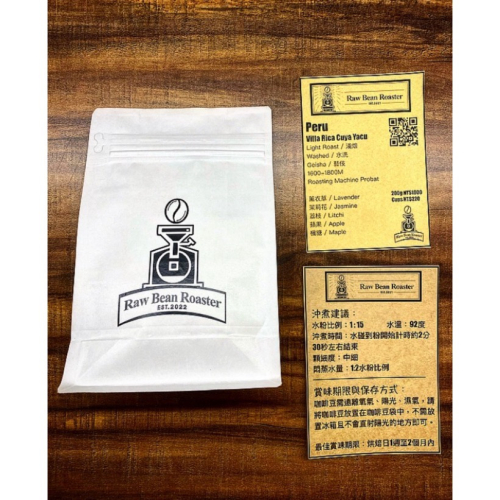 Raw Bean Roaster
EST.2022
Raw Bean Roaster
EST.2022
Peru
Villa Rica Cuya Yacu
Light Roast / 淺焙
Washed / 水洗
Geisha / 藝伎
1600~1800M
Roasting Machine Probat
薰衣草 / Lavender
茉莉花 / Jasmine
荔枝 / Litchi
蘋果 / Apple
楓糖 / Maple
Raw Bean Roaster
沖煮建議：
水粉比例：1:15 水溫：92度
沖煮時間：水碰到粉開始計時約2分
30秒左右結束
顆細度：中細
悶蒸水量：1:2水粉比例
賞味期限與保存方式：
咖啡豆需遠離氧氣、陽光、濕氣，請
將咖啡豆放置在咖啡豆袋中，不需放
置冰箱且不會直射陽光的地方即可。
最佳賞味期限：烘焙日1週至2個月內